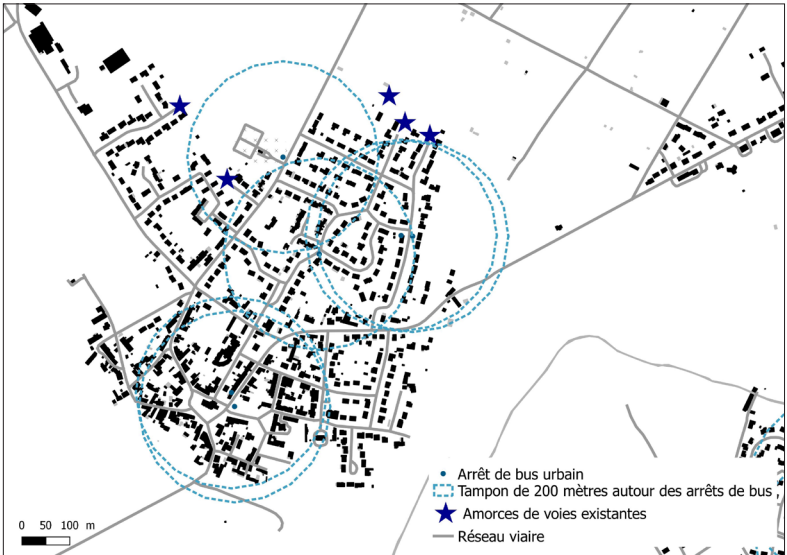 Arrêt de bus urbain
Tampon de 200 mètres autour des arrêts de bus
Amorces de voies existantes
Réseau viaire
0 50 100 m